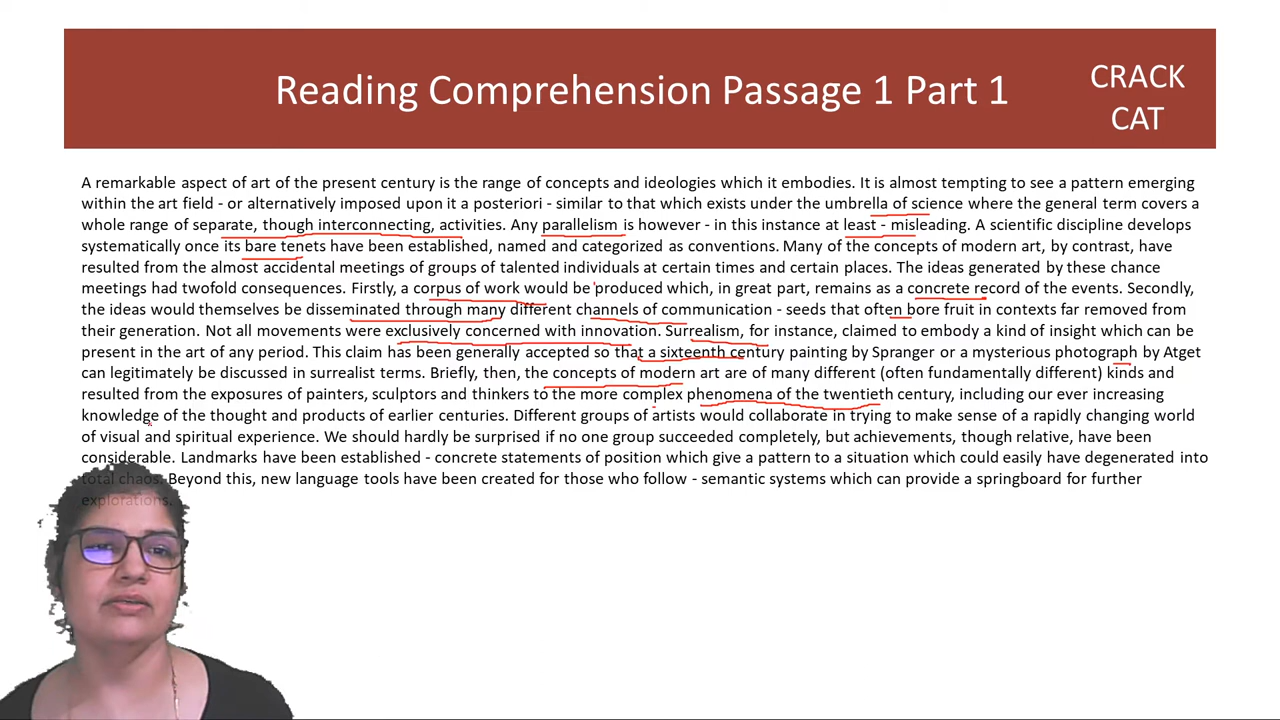 Reading Comprehension Passage 1 Part 1
CRACK
CAT
A remarkable aspect of art of the present century is the range of concepts and ideologies which it embodies. It is almost tempting to see a pattern emerging
within the art field - or alternatively imposed upon it a posteriori - similar to that which exists under the umbrella of science where the general term covers a
whole range of separate, though interconnecting, activities. Any parallelism is however - in this instance at least - misleading. A scientific discipline develops
systematically once its bare tenets have been established, named and categorized as conventions. Many of the concepts of modern art, by contrast, have
resulted from the almost accidental meetings of groups of talented individuals at certain times and certain places. The ideas generated by these chance
meetings had twofold consequences. Firstly, a corpus of work would be produced which, in great part, remains as a concrete record of the events. Secondly,
the ideas would themselves be disseminated through many different channels of communication - seeds that often bore fruit in contexts far removed from
their generation. Not all movements were exclusively concerned with innovation. Surrealism, for instance, claimed to embody a kind of insight which can be
present in the art of any period. This claim has been generally accepted so that a sixteenth century painting by Spranger or a mysterious photograph by Atget
can legitimately be discussed in surrealist terms. Briefly, then, the concepts of modern art are of many different (often fundamentally different) kinds and
resulted from the exposures of painters, sculptors and thinkers to the more complex phenomena of the twentieth century, including our ever increasing
knowledge of the thought and products of earlier centuries. Different groups of artists would collaborate in trying to make sense of a rapidly changing world
of visual and spiritual experience. We should hardly be surprised if no one group succeeded completely, but achievements, though relative, have been
considerable. Landmarks have been established - concrete statements of position which give a pattern to a situation which could easily have degenerated into
total chaos. Beyond this, new language tools have been created for those who follow - semantic systems which can provide a springboard for further
explorations.